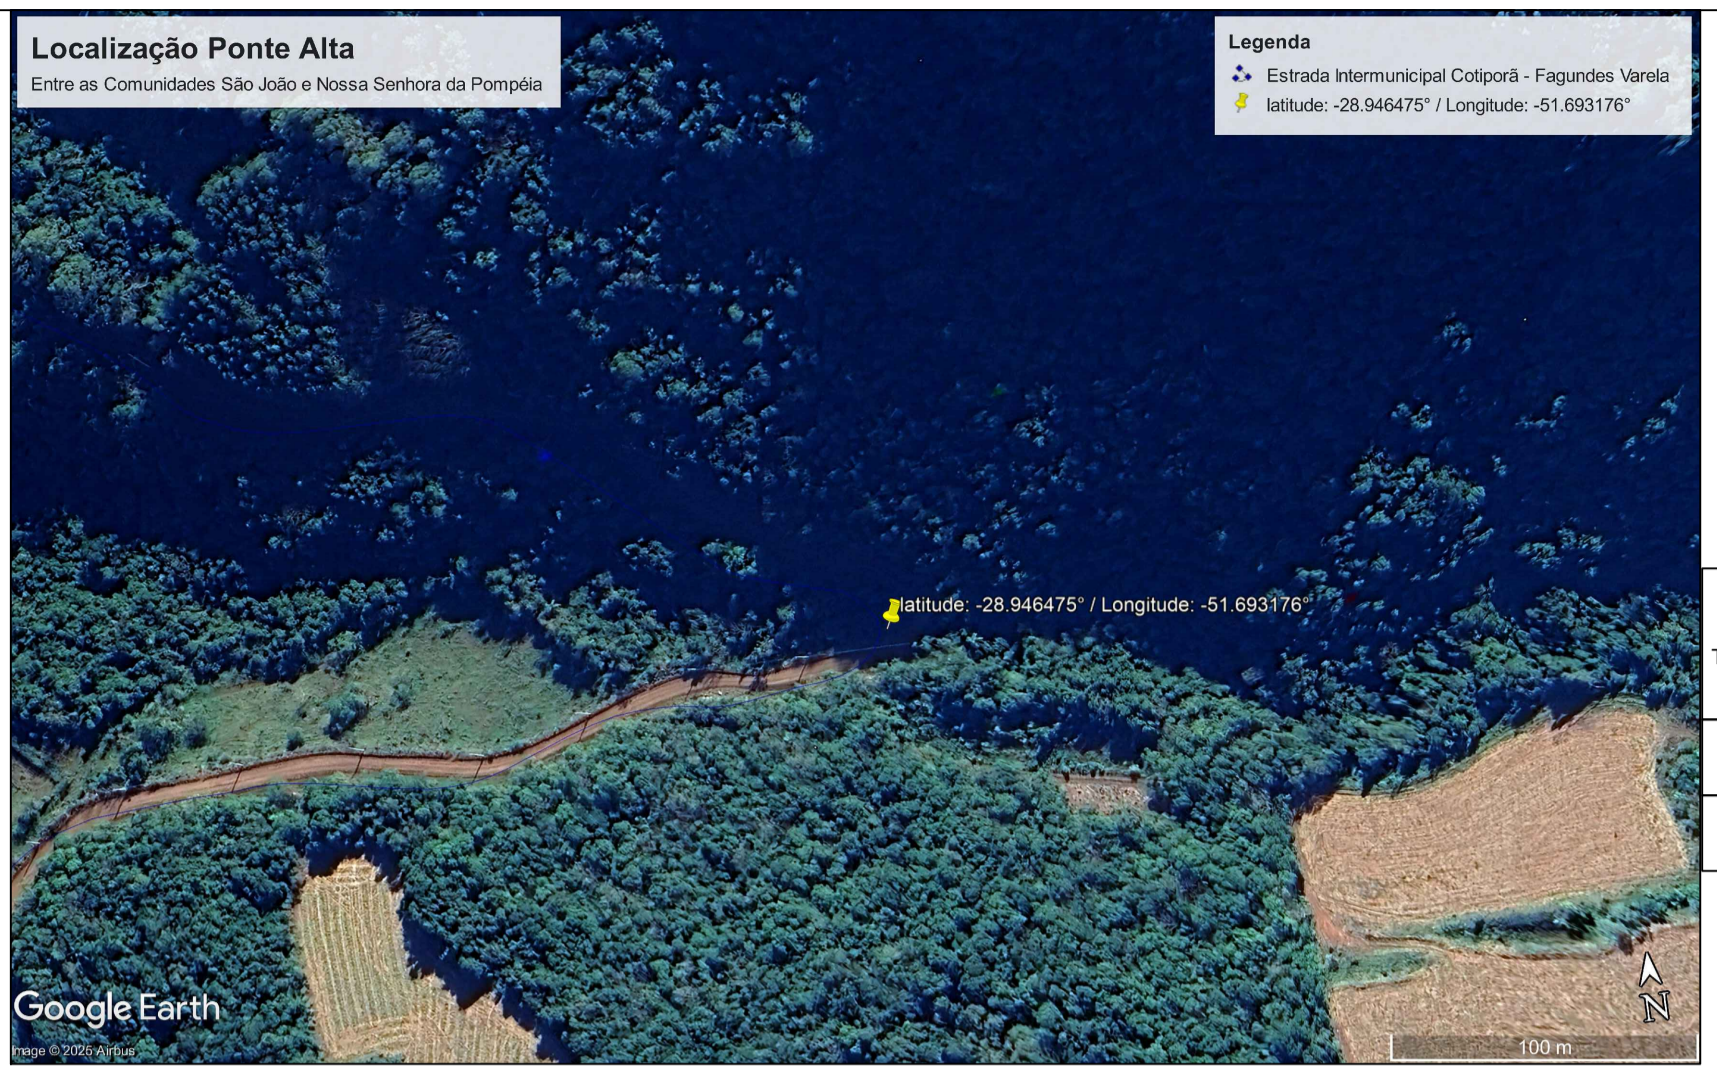 Localização Ponte Alta
Entre as Comunidades São João e Nossa Senhora da Pompéia
Legenda
Estrada Intermunicipal Cotiporã - Fagundes Varela
latitude: -28.946475° / Longitude: -51.693176°
latitude: -28.946475° / Longitude: -51.693176°
Google Earth
Image © 2025 Airbus
N
100 m